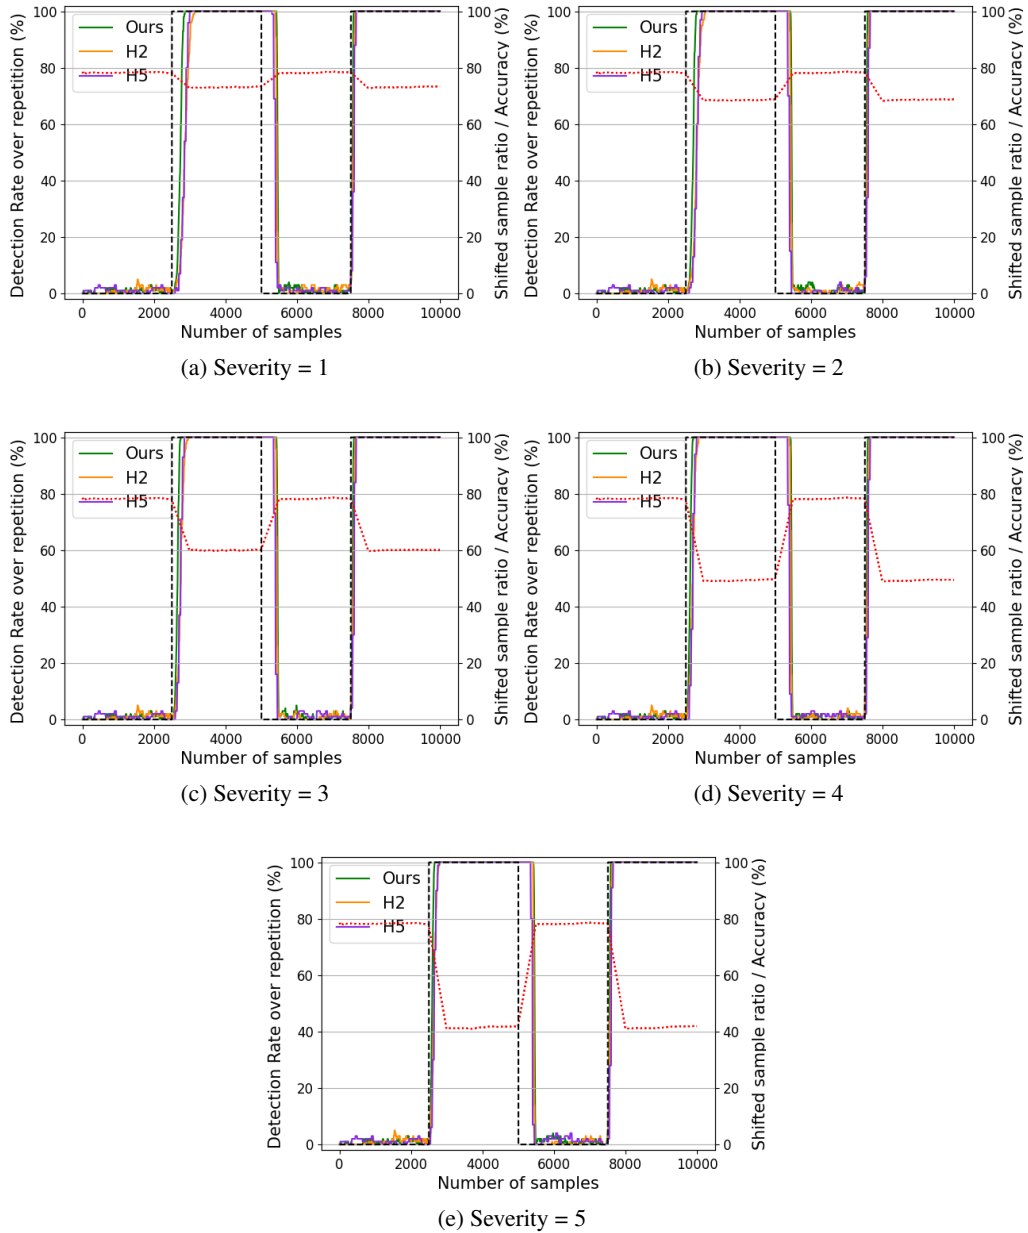 Detection Rate over repetition (%)
100
80
60
40
20
0
Ours
H2
H5
0 2000 4000 6000 8000 10000
Number of samples
100
80
60
40
20
0
Shifted sample ratio / Accuracy (%)
(a) Severity = 1
Detection Rate over repetition (%)
100
80
60
40
20
0
Ours
H2
H5
0 2000 4000 6000 8000 10000
Number of samples
100
80
60
40
20
0
Shifted sample ratio / Accuracy (%)
(b) Severity = 2
Detection Rate over repetition (%)
100
80
60
40
20
0
Ours
H2
H5
0 2000 4000 6000 8000 10000
Number of samples
100
80
60
40
20
0
Shifted sample ratio / Accuracy (%)
(c) Severity = 3
Detection Rate over repetition (%)
100
80
60
40
20
0
Ours
H2
H5
0 2000 4000 6000 8000 10000
Number of samples
100
80
60
40
20
0
Shifted sample ratio / Accuracy (%)
(d) Severity = 4
Detection Rate over repetition (%)
100
80
60
40
20
0
Ours
H2
H5
0 2000 4000 6000 8000 10000
Number of samples
100
80
60
40
20
0
Shifted sample ratio / Accuracy (%)
(e) Severity = 5